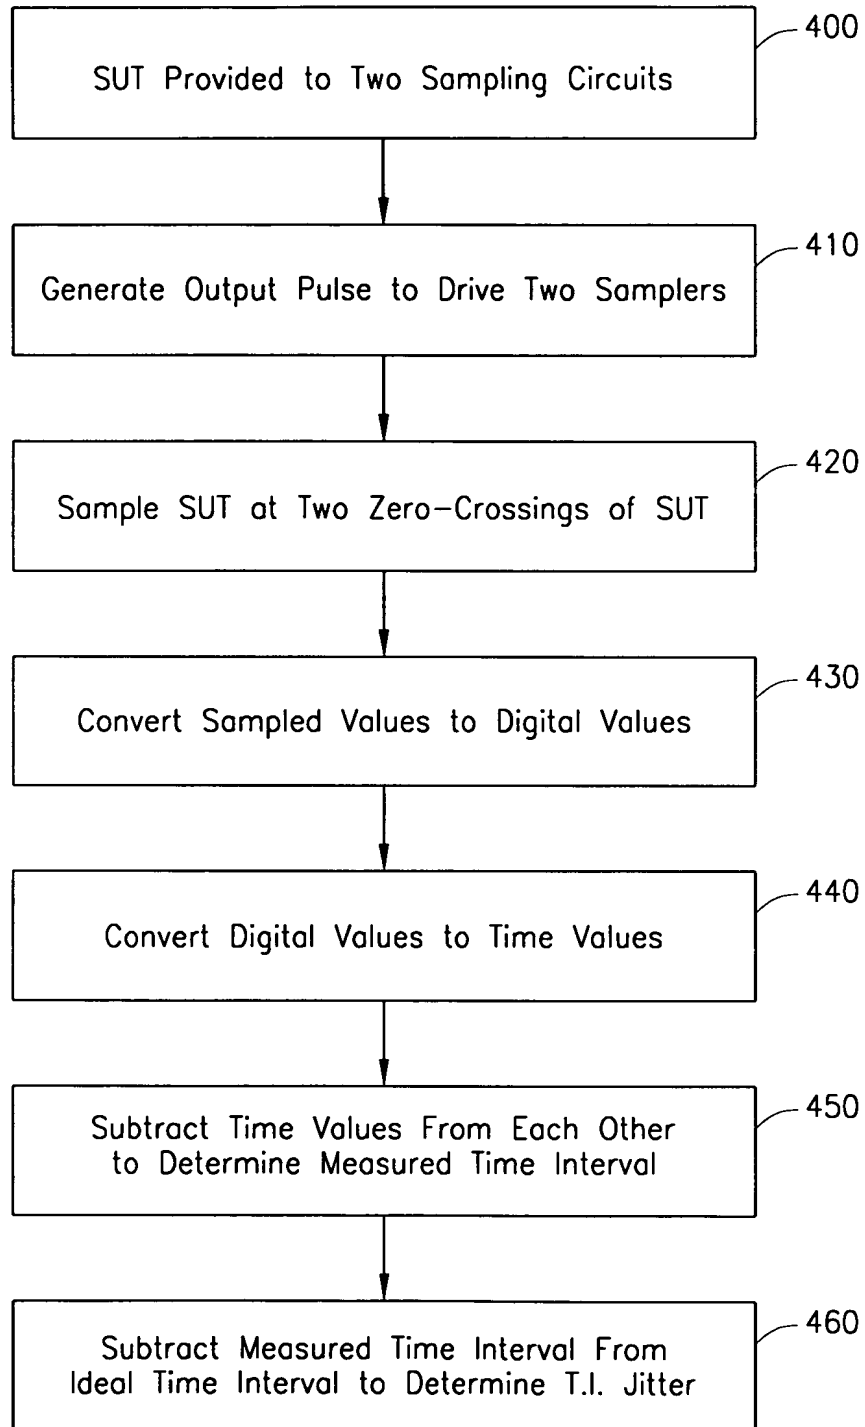 400
SUT Provided to Two Sampling Circuits
410
Generate Output Pulse to Drive Two Samplers
420
Sample SUT at Two Zero-Crossings of SUT
430
Convert Sampled Values to Digital Values
440
Convert Digital Values to Time Values
450
Subtract Time Values From Each Other
to Determine Measured Time Interval
460
Subtract Measured Time Interval From
Ideal Time Interval to Determine T.I. Jitter